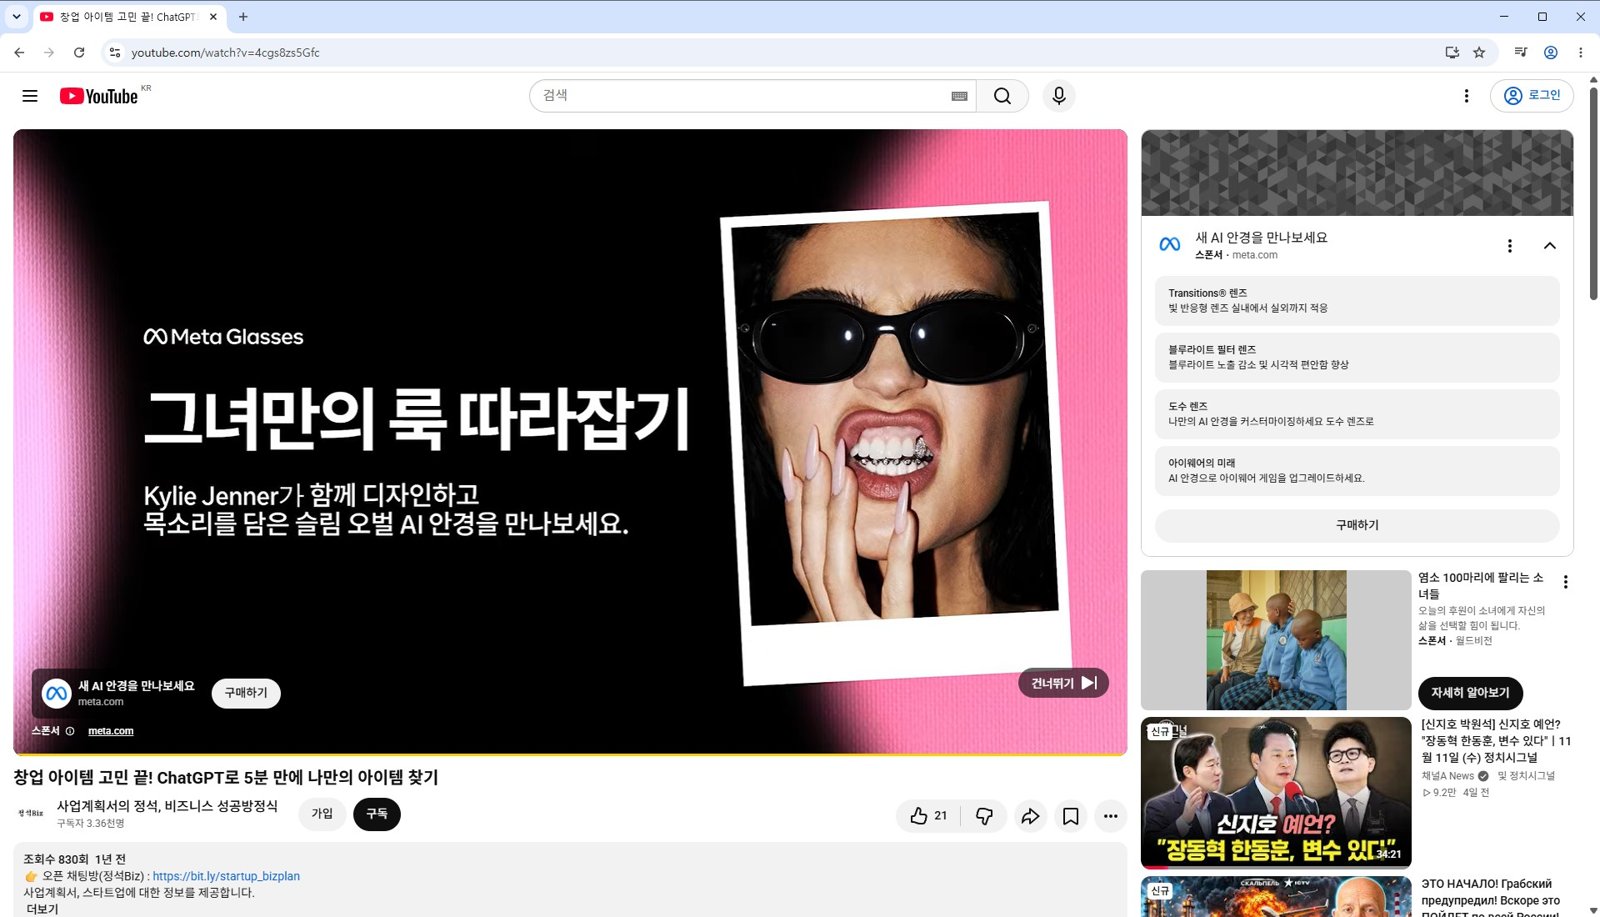 창업 아이템 고민 끝! ChatGPT
youtube.com/watch?v=4cgs8zs5Gfc
YouTube KR
검색
로그인
Meta Glasses
그녀만의 룩 따라잡기
Kylie Jenner가 함께 디자인하고
목소리를 담은 슬림 오벌 AI 안경을 만나보세요.
새 AI 안경을 만나보세요
meta.com
구매하기
건너뛰기
스폰서
meta.com
창업 아이템 고민 끝! ChatGPT로 5분 만에 나만의 아이템 찾기
정석Biz
사업계획서의 정석, 비즈니스 성공방정식
구독자 3.36천명
가입
구독
21
조회수 830회 1년 전
👉 오픈 채팅방(정석Biz) : https://bit.ly/startup_bizplan
사업계획서, 스타트업에 대한 정보를 제공합니다.
더보기
새 AI 안경을 만나보세요
스폰서 · meta.com
Transitions® 렌즈
빛 반응형 렌즈 실내에서 실외까지 적응
블루라이트 필터 렌즈
블루라이트 노출 감소 및 시각적 편안함 향상
도수 렌즈
나만의 AI 안경을 커스터마이징하세요 도수 렌즈로
아이웨어의 미래
AI 안경으로 아이웨어 게임을 업그레이드하세요.
구매하기
염소 100마리에 팔리는 소
녀들
오늘의 후원이 소녀에게 자신의
삶을 선택할 힘이 됩니다.
스폰서 · 월드비전
자세히 알아보기
신규
신지호 예언?
"장동혁 한동훈, 변수 있다"
34:21
[신지호 박원석] 신지호 예언?
"장동혁 한동훈, 변수 있다"ㅣ11
월 11일 (수) 정치시그널
채널A News 및 정치시그널
9.2만 4일 전
신규
СКАЛЬПЕЛЬ
ЭТО НАЧАЛО! Грабский
предупредил! Вскоре это
ПОЙДЕТ по всей России!